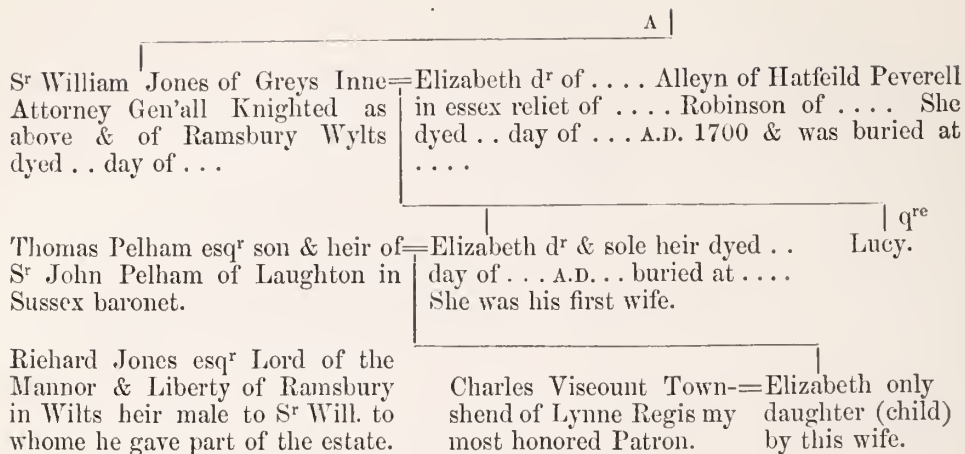 A
Sʳ William Jones of Greys Inne=Elizabeth dʳ of .... Alleyn of Hatfeild Peverell
Attorney Gen'all Knighted as in essex reliet of .... Robinson of .... She
above & of Ramsbury Wylts dyed .. day of ... A.D. 1700 & was buried at
dyed .. day of ... ....
qʳᵉ
Thomas Pelham esqʳ son & heir of=Elizabeth dʳ & sole heir dyed .. Lucy.
Sʳ John Pelham of Laughton in day of ... A.D... buried at ....
Sussex baronet. She was his first wife.
Richard Jones esqʳ Lord of the
Mannor & Liberty of Ramsbury Charles Viscount Town-=Elizabeth only
in Wilts heir male to Sʳ Will. to shend of Lynne Regis my daughter (child)
whome he gave part of the estate. most honored Patron. by this wife.